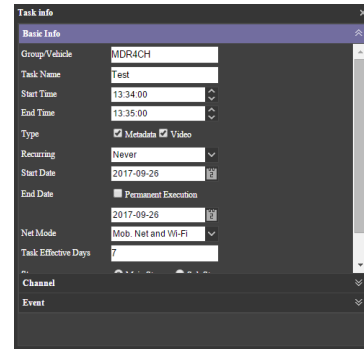 Task info
Basic Info
Group/Vehicle MDR4CH
Task Name Test
Start Time 13:34:00
End Time 13:35:00
Type Metadata Video
Recurring Never
Start Date 2017-09-26
End Date Permanent Execution
2017-09-26
Net Mode Mob. Net and Wi-Fi
Task Effective Days 7
Channel
Event